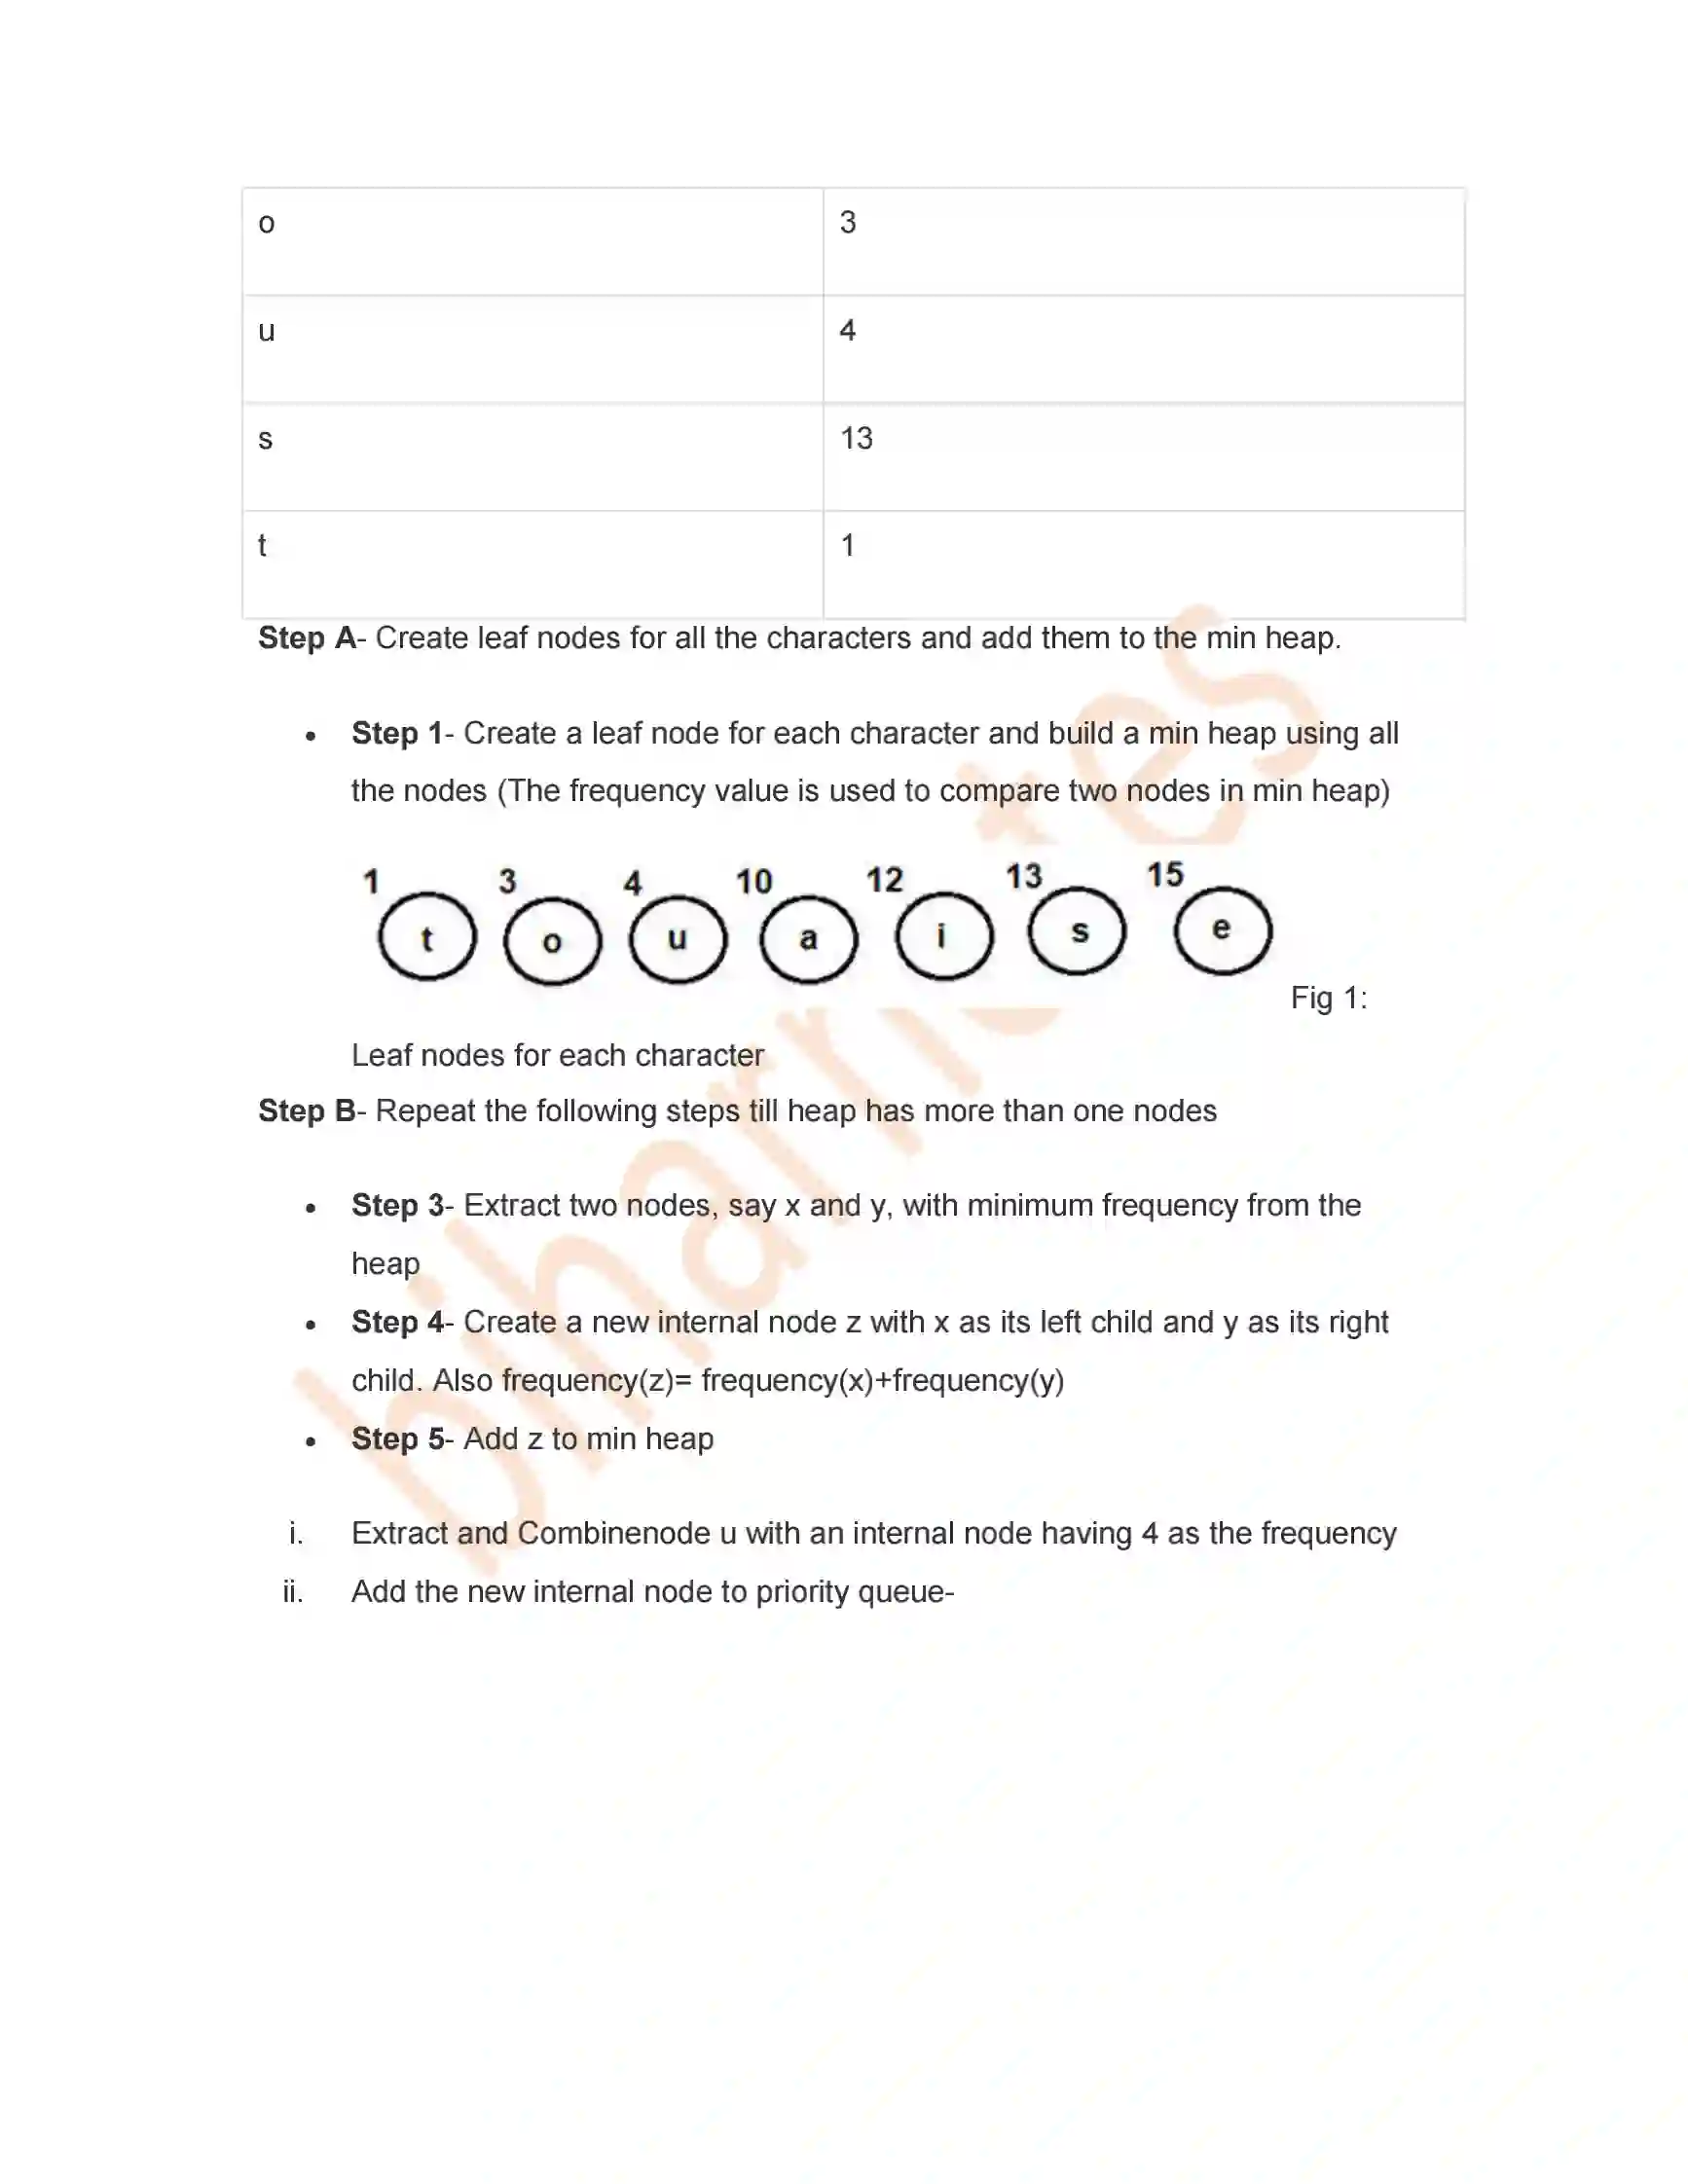 o 3
u 4
s 13
t 1
Step A- Create leaf nodes for all the characters and add them to the min heap.
• Step 1- Create a leaf node for each character and build a min heap using all
the nodes (The frequency value is used to compare two nodes in min heap)
1 3 4 10 12 13 15
t o u a i s e
Fig 1:
Leaf nodes for each character
Step B- Repeat the following steps till heap has more than one nodes
• Step 3- Extract two nodes, say x and y, with minimum frequency from the
heap
• Step 4- Create a new internal node z with x as its left child and y as its right
child. Also frequency(z)= frequency(x)+frequency(y)
• Step 5- Add z to min heap
i. Extract and Combinenode u with an internal node having 4 as the frequency
ii. Add the new internal node to priority queue-
biharnotes